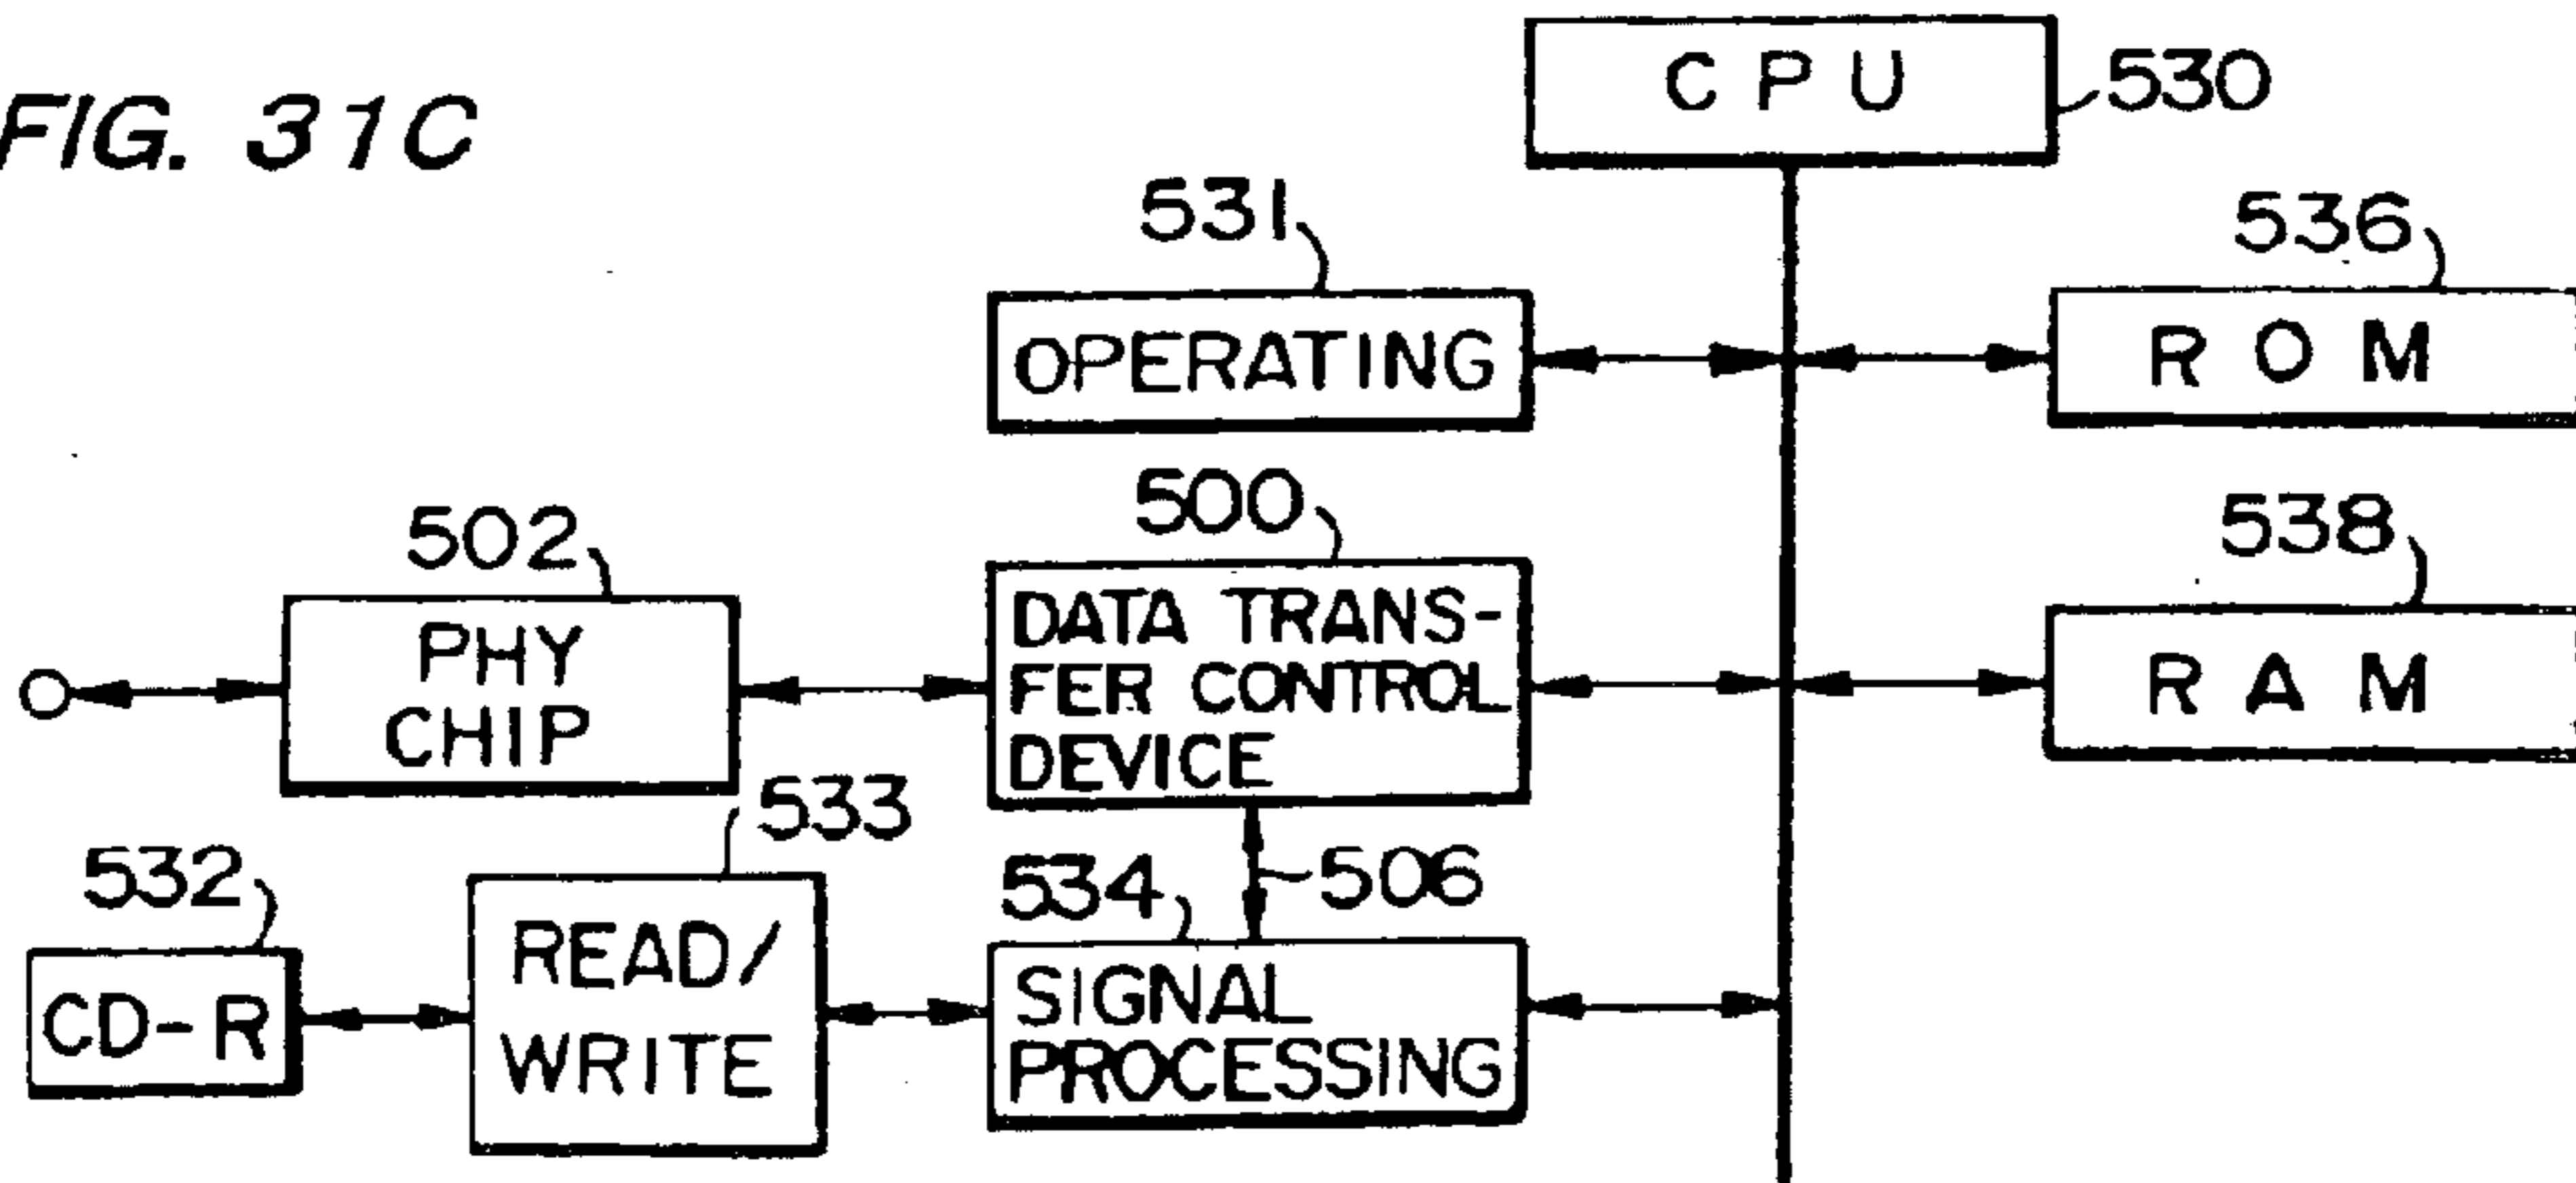 FIG. 31C
CPU
530
531
OPERATING
536
ROM
502
PHY
CHIP
500
DATA TRANS-
FER CONTROL
DEVICE
538
RAM
532
CD-R
533
READ/
WRITE
534
506
SIGNAL
PROCESSING